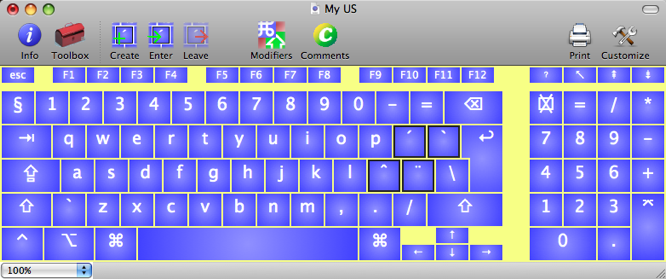 My US
Info Toolbox Create Enter Leave Modifiers Comments Print Customize
esc F1 F2 F3 F4 F5 F6 F7 F8 F9 F10 F11 F12 ? ↖ ⇞ ⇟
§ 1 2 3 4 5 6 7 8 9 0 - = ⌫ = / *
⇥ q w e r t y u i o p ´ ` ↩ 7 8 9 -
⇪ a s d f g h j k l ˆ ¨ \ 4 5 6 +
⇧ ` z x c v b n m , . / ⇧ 1 2 3 ⌤
⌃ ⌥ ⌘ ⌘ ← ↑ ↓ → 0 .
100%